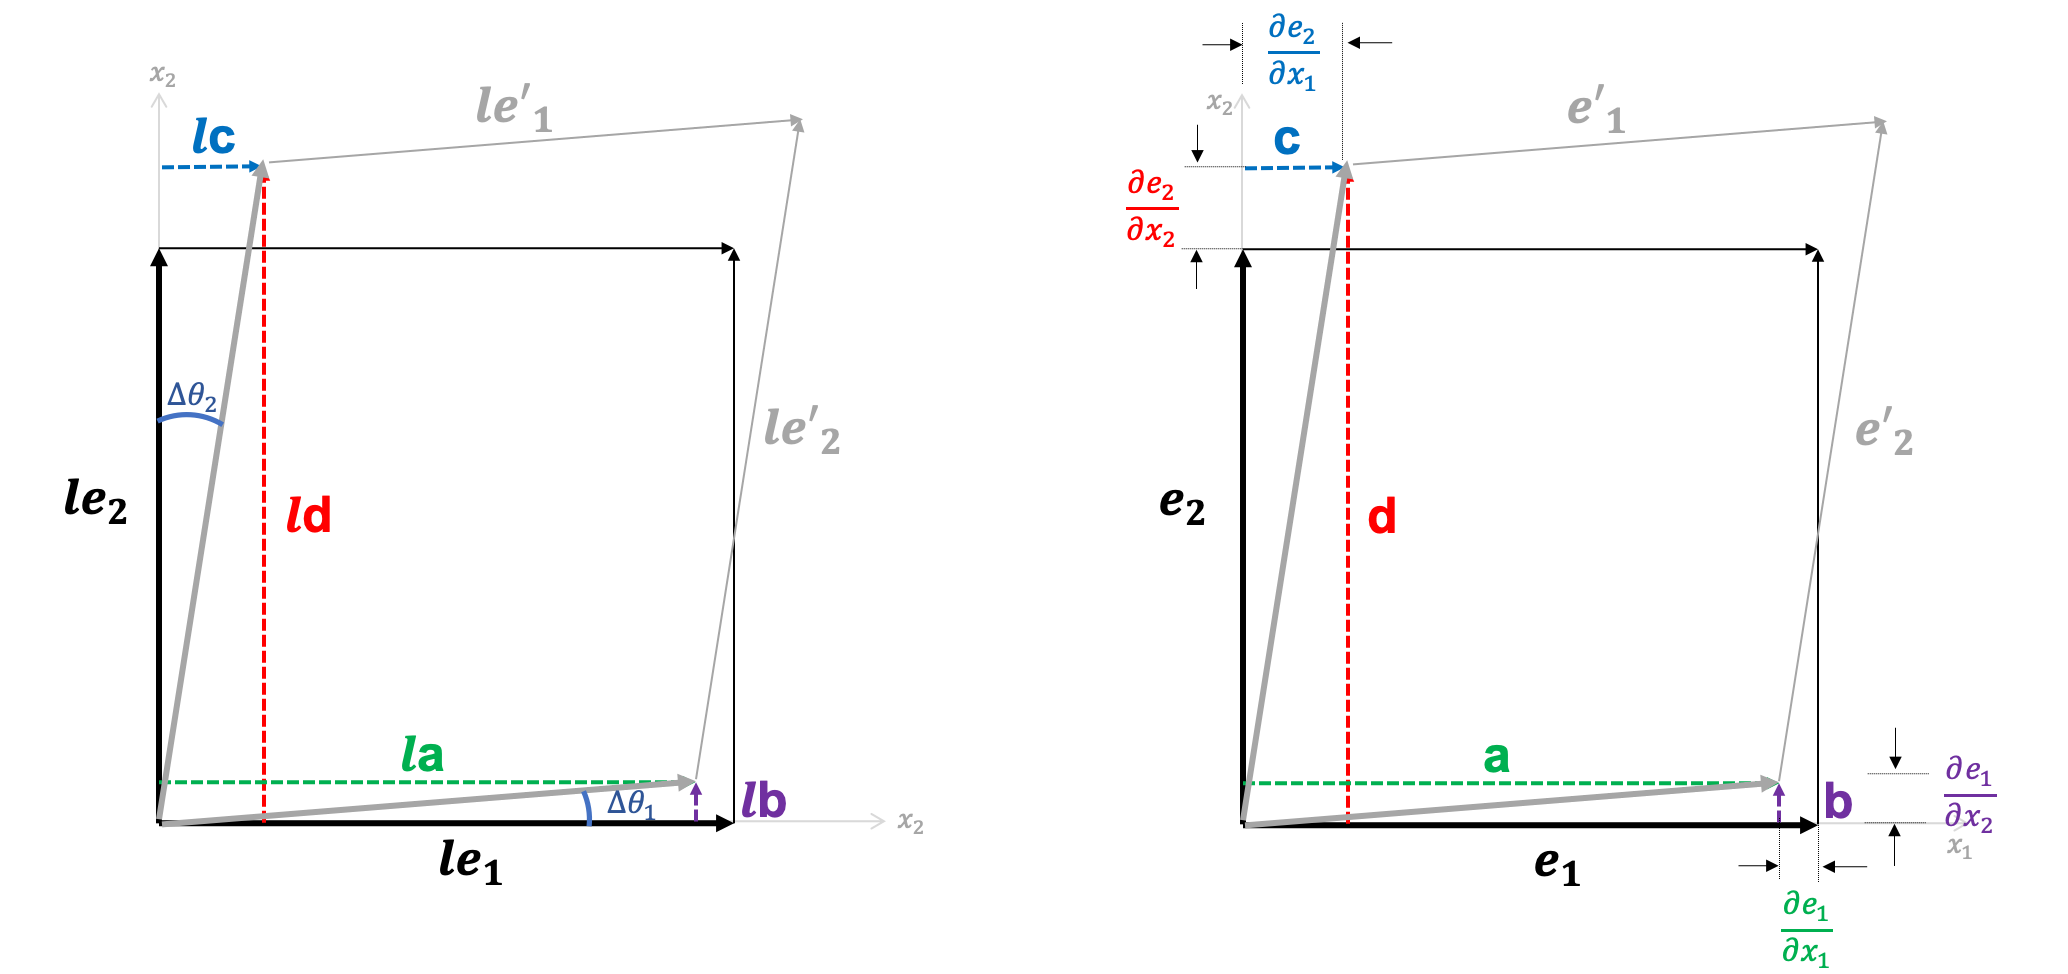 x₂
lc
le′₁
Δθ₂
le₂
ld
le′₂
la
Δθ₁
lb
x₂
le₁
∂e₂
∂x₁
x₂
c
e′₁
∂e₂
∂x₂
e₂
d
e′₂
a
b
∂e₁
∂x₂
x₁
e₁
∂e₁
∂x₁